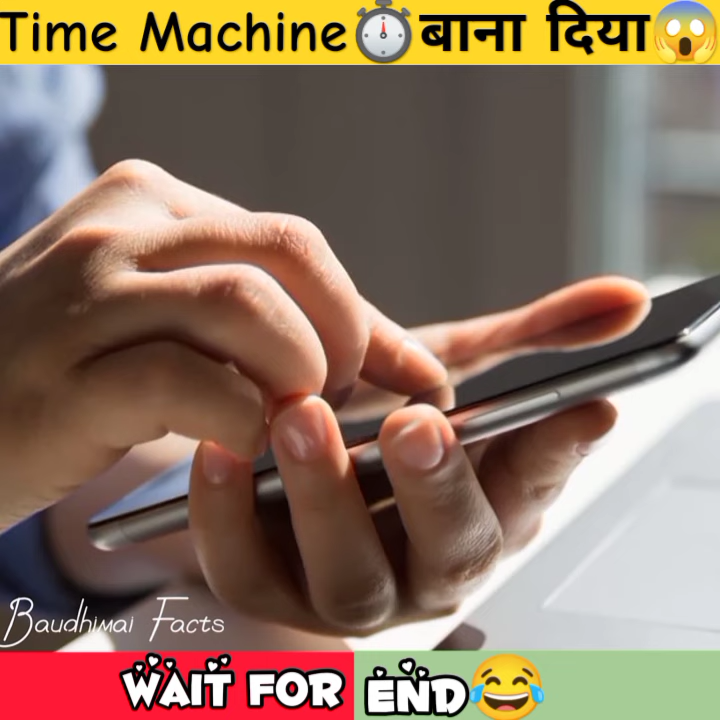 Time Machine⏱️बाना दिया😱
Baudhimai Facts
WAIT FOR END😂